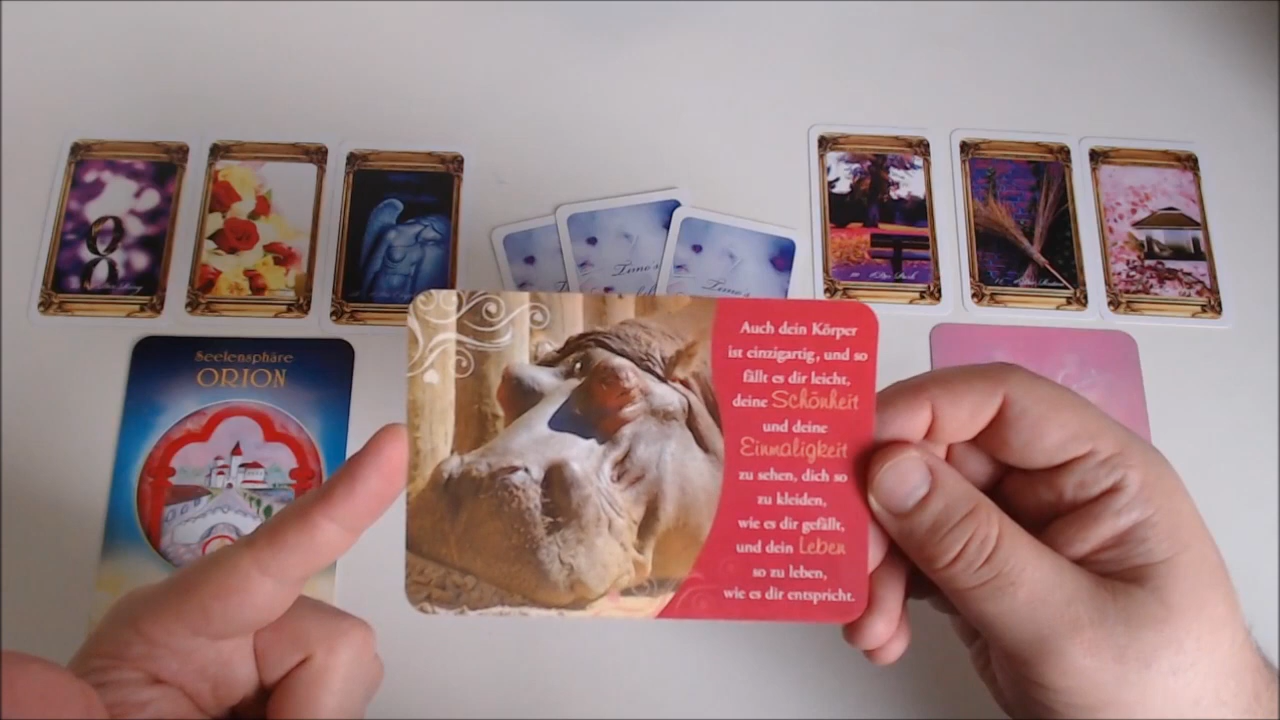 Timo's
Timo's
Seelensphäre
ORION
Auch dein Körper
ist einzigartig, und so
fällt es dir leicht,
deine Schönheit
und deine
Einmaligkeit
zu sehen, dich so
zu kleiden,
wie es dir gefällt,
und dein Leben
so zu leben,
wie es dir entspricht.